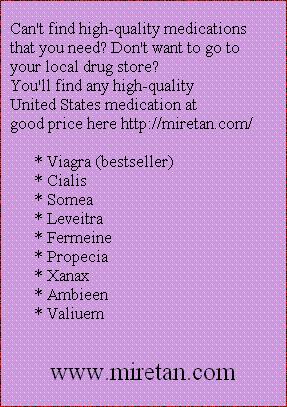 Can't find high-quality medications
that you need? Don't want to go to
your local drug store?
You'll find any high-quality
United States medication at
good price here http://miretan.com/
* Viagra (bestseller)
* Cialis
* Somea
* Leveitra
* Fermeine
* Propecia
* Xanax
* Ambieen
* Valiuem
www.miretan.com